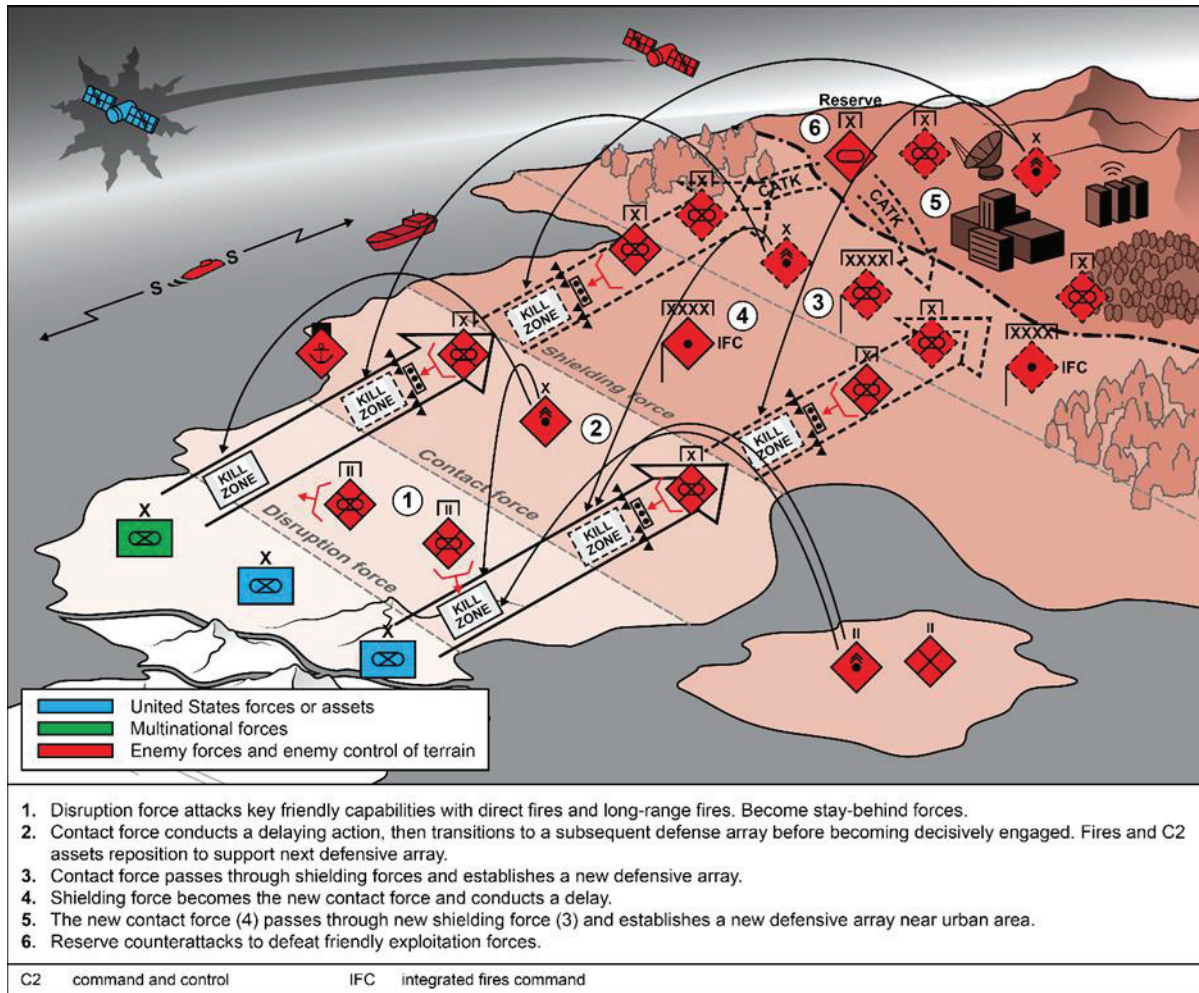 Reserve
X
6
X
X
CATK
X
X
CATK
5
S
S
X
XXXX
3
X
KILL
ZONE
XXXX
4
IFC
X
XXXX
IFC
X
X
KILL
ZONE
Shielding force
X
2
KILL
ZONE
Contact force
X
KILL
ZONE
II
1
II
KILL
ZONE
Disruption force
KILL
ZONE
X
X
X
II
II
United States forces or assets
Multinational forces
Enemy forces and enemy control of terrain
1. Disruption force attacks key friendly capabilities with direct fires and long-range fires. Become stay-behind forces.
2. Contact force conducts a delaying action, then transitions to a subsequent defense array before becoming decisively engaged. Fires and C2
assets reposition to support next defensive array.
3. Contact force passes through shielding forces and establishes a new defensive array.
4. Shielding force becomes the new contact force and conducts a delay.
5. The new contact force (4) passes through new shielding force (3) and establishes a new defensive array near urban area.
6. Reserve counterattacks to defeat friendly exploitation forces.
C2 command and control IFC integrated fires command